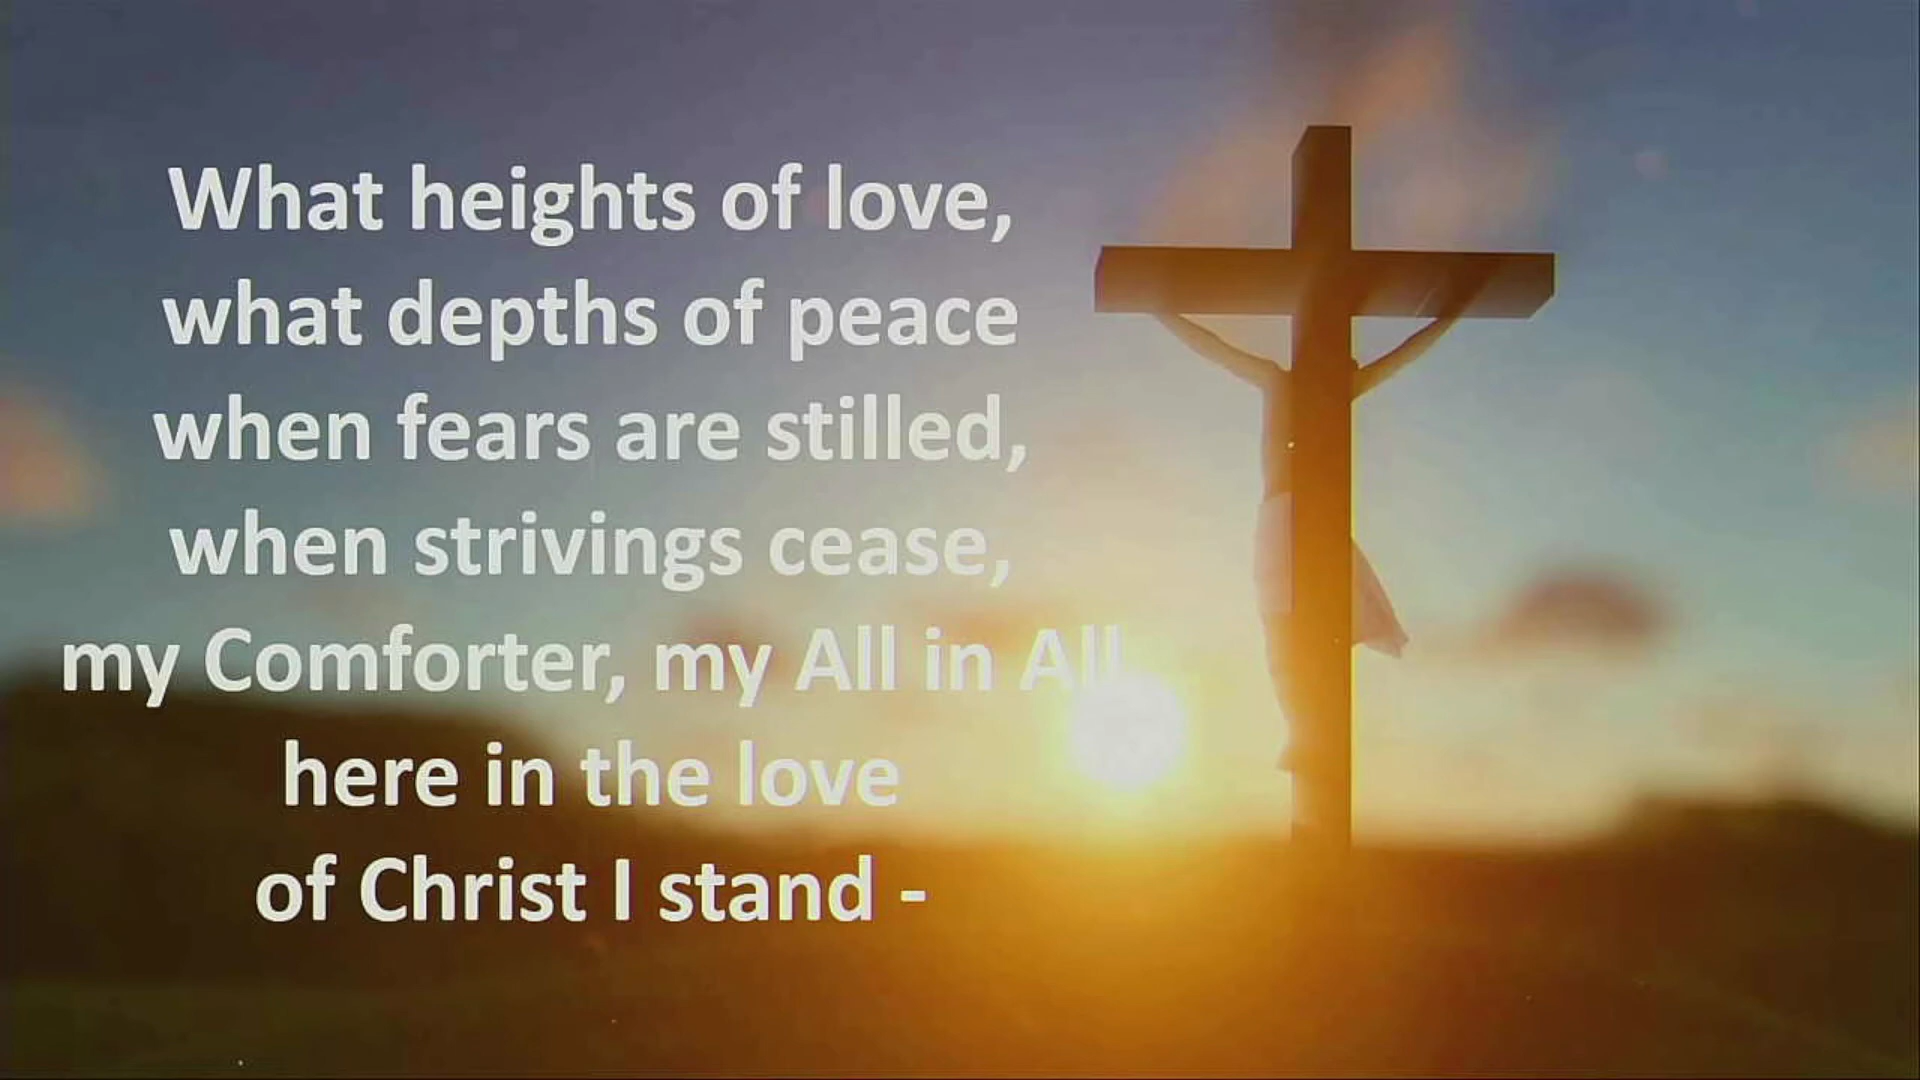 What heights of love,
what depths of peace
when fears are stilled,
when strivings cease,
my Comforter, my All in All
here in the love
of Christ I stand -